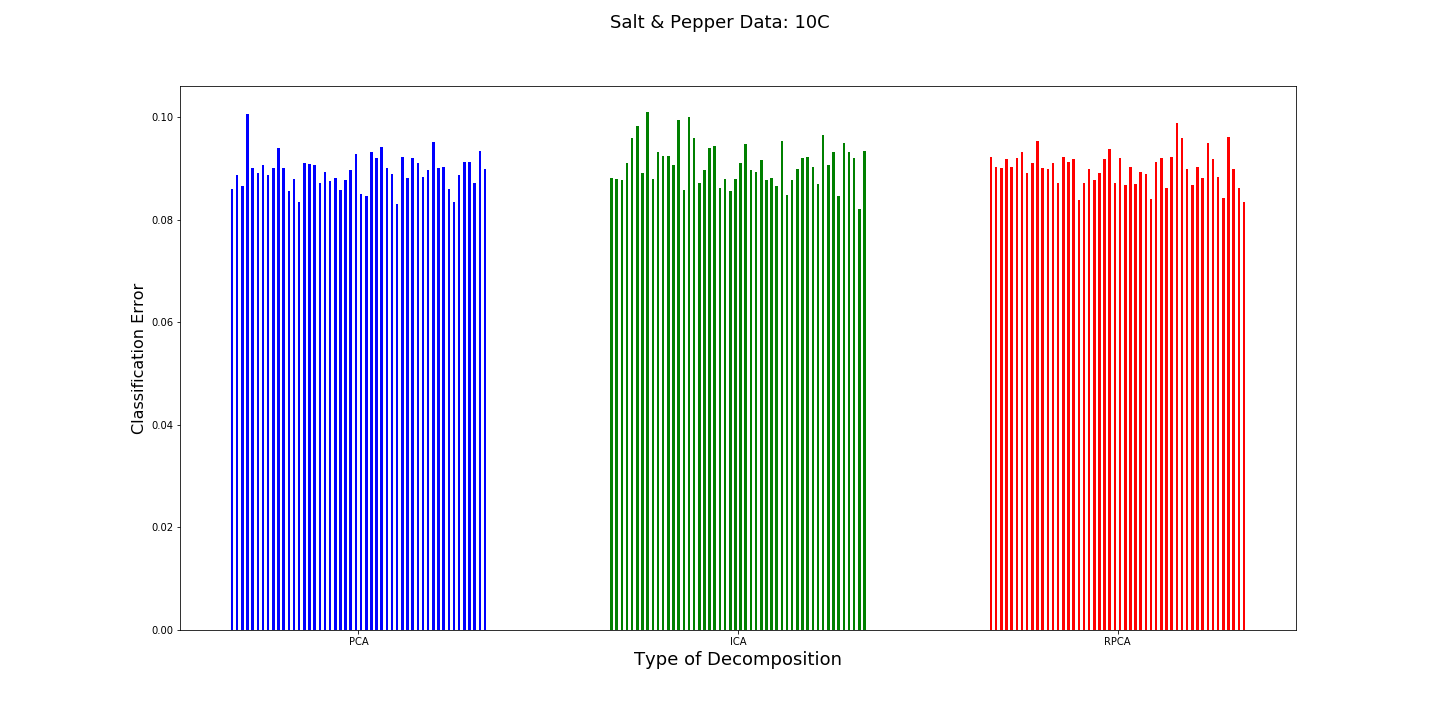 Salt & Pepper Data: 10C
0.10
0.08
0.06
0.04
0.02
0.00
Classification Error
PCA
ICA
RPCA
Type of Decomposition